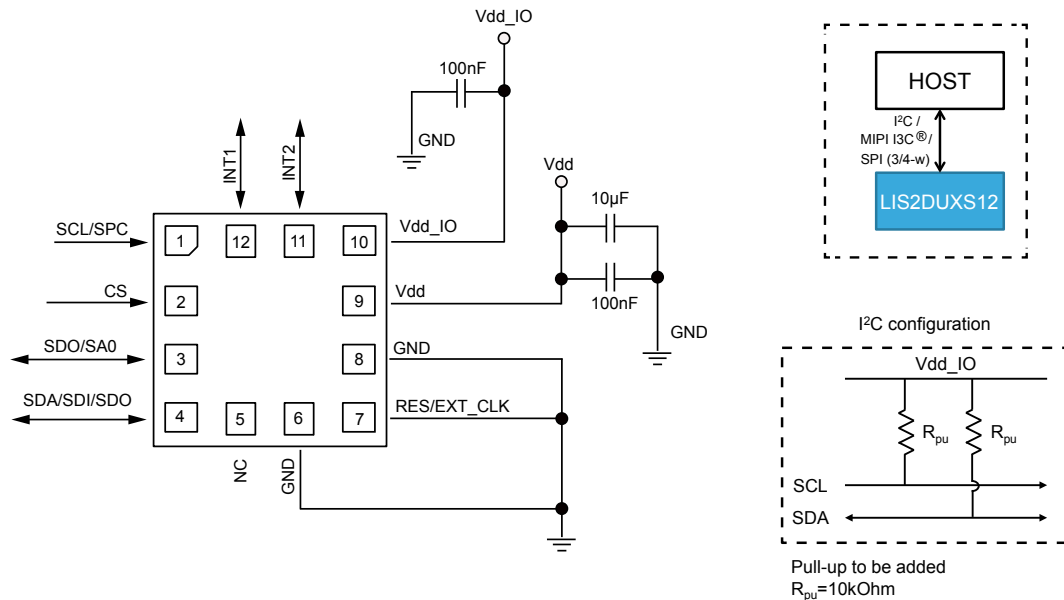 Vdd_IO
100nF
GND
INT1
INT2
Vdd
10µF
100nF
GND
SCL/SPC
CS
SDO/SA0
SDA/SDI/SDO
1
12
11
10
2
9
3
8
4
5
6
7
Vdd_IO
Vdd
GND
RES/EXT_CLK
NC
GND
HOST
I²C /
MIPI I3C®/
SPI (3/4-w)
LIS2DUXS12
I²C configuration
Vdd_IO
Rpu
Rpu
SCL
SDA
Pull-up to be added
Rpu=10kOhm